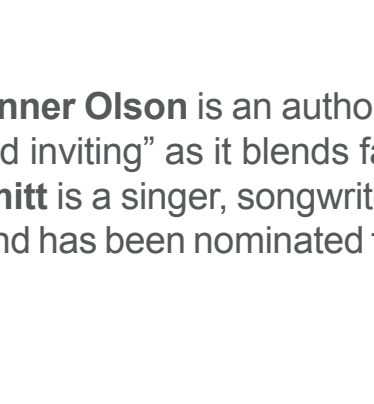 nner Olson is an autho
d inviting” as it blends fa
nitt is a singer, songwrit
nd has been nominated